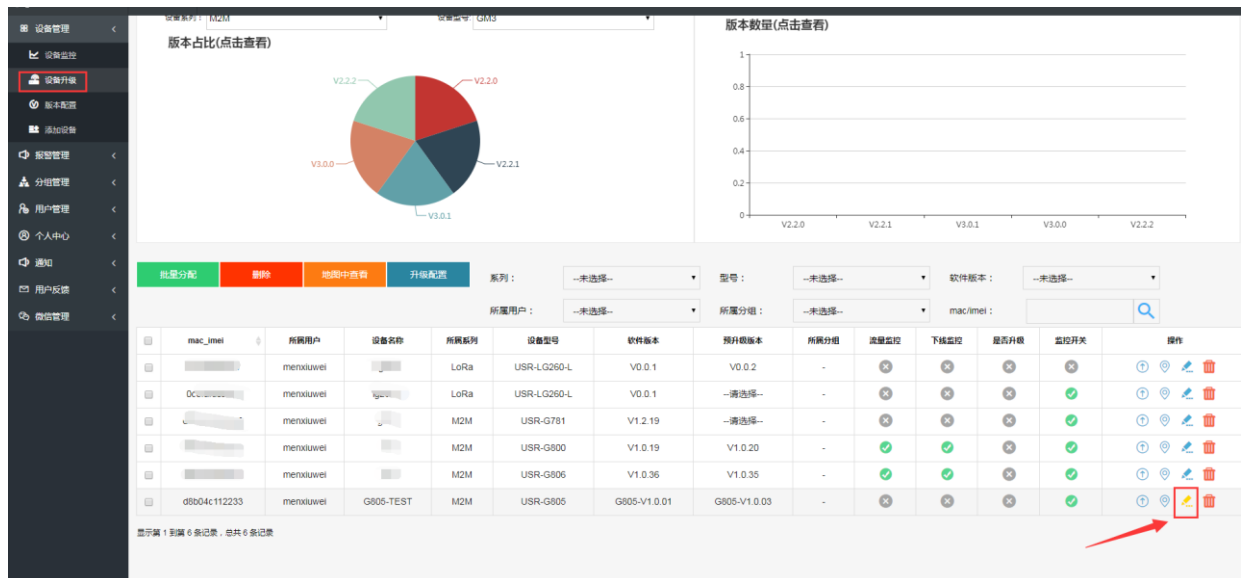 设备管理
设备监控
设备升级
版本配置
添加设备
报警管理
分组管理
用户管理
个人中心
通知
用户反馈
微信管理
设备系列: M2M 设备型号: GM3
版本占比(点击查看)
V2.2.2
V2.2.0
V3.0.0
V2.2.1
V3.0.1
版本数量(点击查看)
1
0.8
0.6
0.4
0.2
0
V2.2.0 V2.2.1 V3.0.1 V3.0.0 V2.2.2
批量分配 删除 地图中查看 升级配置
系列: --未选择-- 型号: --未选择-- 软件版本: --未选择--
所属用户: --未选择-- 所属分组: --未选择-- mac/imei:
mac_imei 所属用户 设备名称 所属系列 设备型号 软件版本 预升级版本 所属分组 流量监控 下线监控 是否升级 监控开关 操作
menxiuwei LoRa USR-LG260-L V0.0.1 V0.0.2 -
menxiuwei LoRa USR-LG260-L V0.0.1 --请选择-- -
menxiuwei M2M USR-G781 V1.2.19 --请选择-- -
menxiuwei M2M USR-G800 V1.0.19 V1.0.20 -
menxiuwei M2M USR-G806 V1.0.36 V1.0.35 -
d8b04c112233 menxiuwei G805-TEST M2M USR-G805 G805-V1.0.01 G805-V1.0.03 -
显示第 1 到第 6 条记录，总共 6 条记录